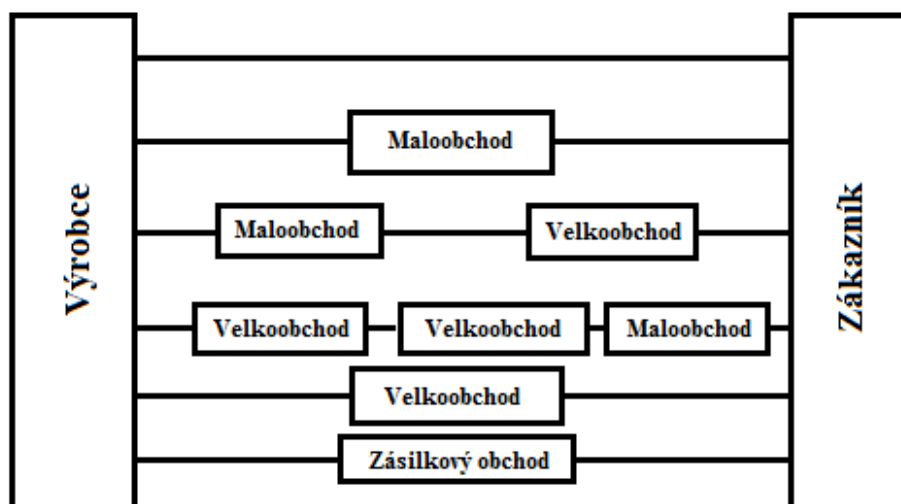 Výrobce
Maloobchod
Maloobchod
Velkoobchod
Velkoobchod
Velkoobchod
Maloobchod
Velkoobchod
Zásilkový obchod
Zákazník